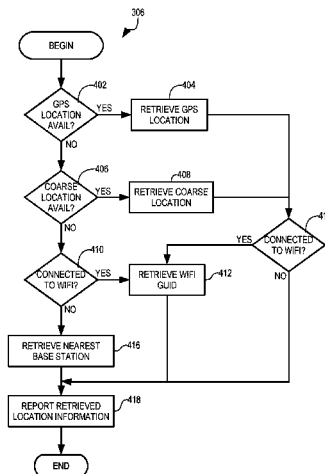 306
BEGIN
402
404
GPS
LOCATION
AVAIL?
YES
RETRIEVE GPS
LOCATION
NO
406
408
COARSE
LOCATION
AVAIL?
YES
RETRIEVE COARSE
LOCATION
NO
410
CONNECTED
TO WIFI?
YES
RETRIEVE WIFI
GUID
412
YES
CONNECTED
TO WIFI?
NO
NO
RETRIEVE NEAREST
BASE STATION
416
REPORT RETRIEVED
LOCATION INFORMATION
418
END